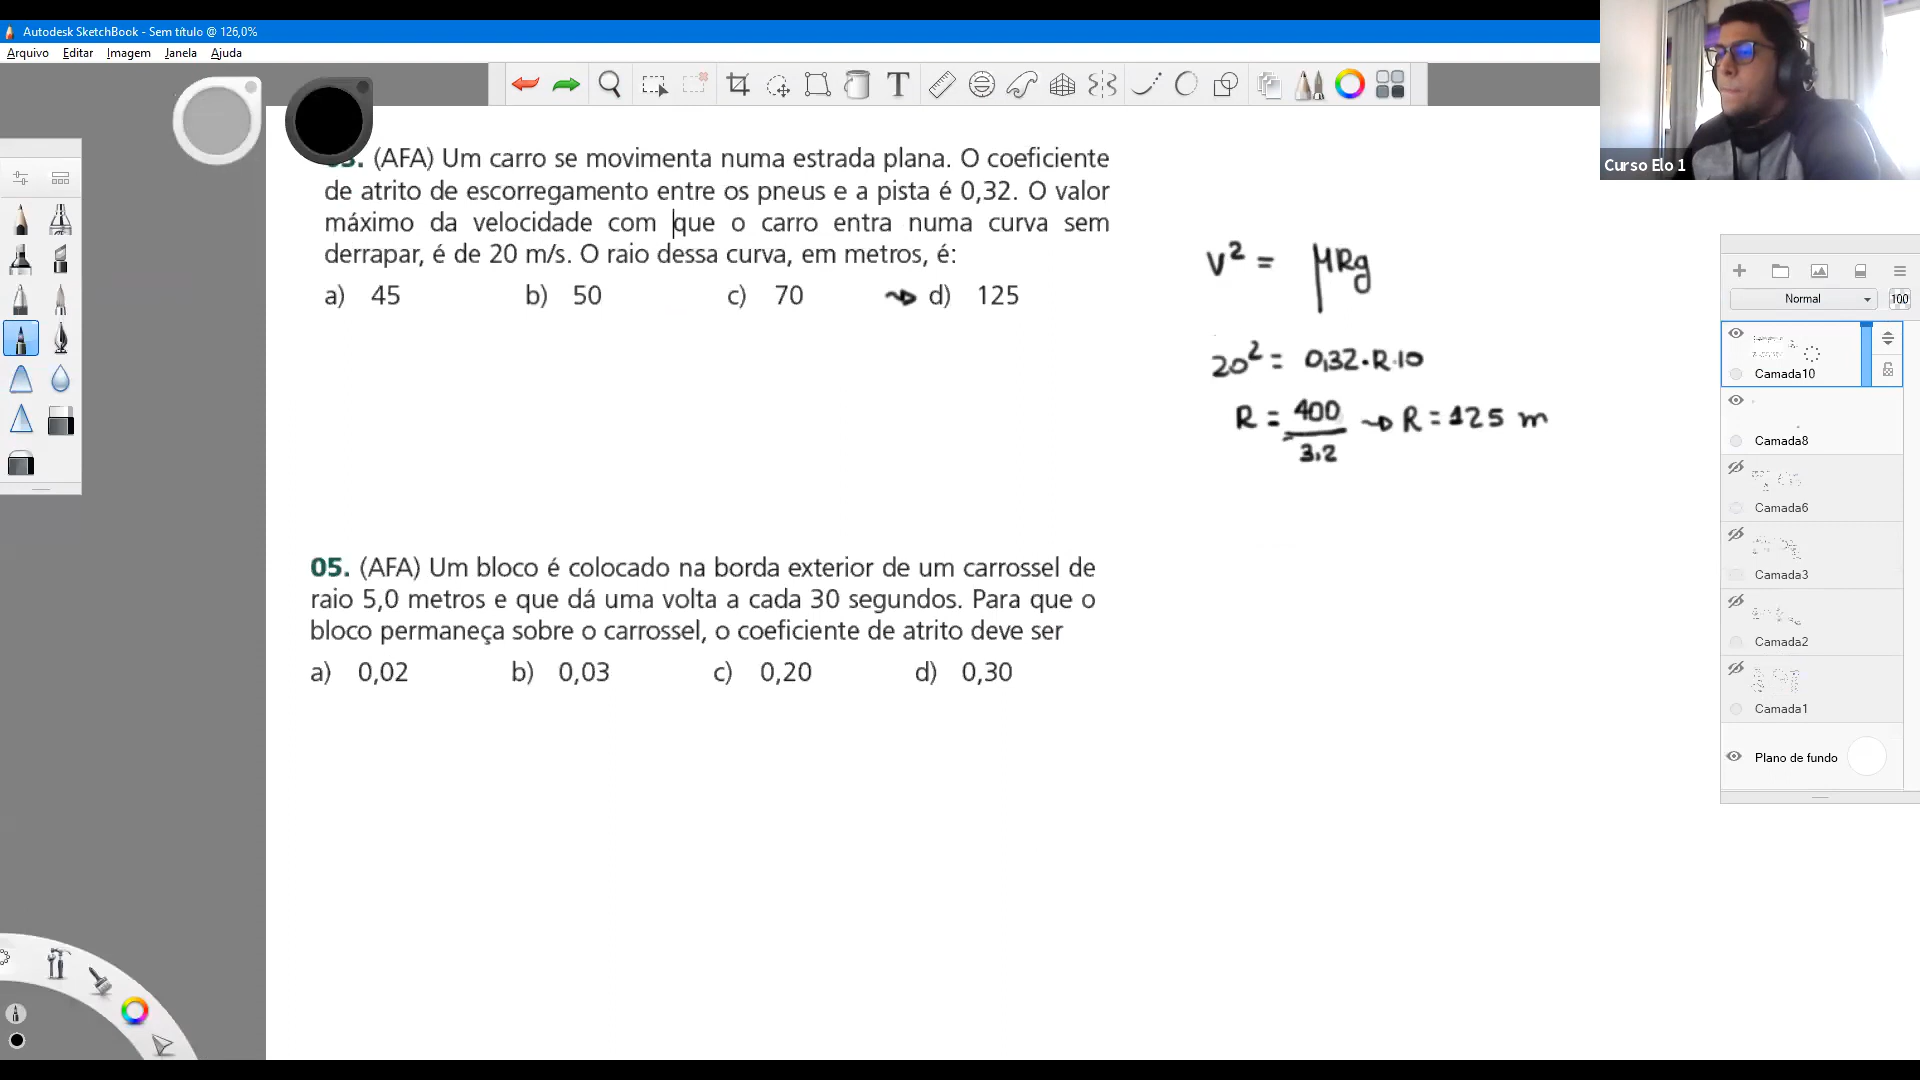 Autodesk SketchBook - Sem título @ 126,0%
Arquivo Editar Imagem Janela Ajuda
T
Curso Elo 1
(AFA) Um carro se movimenta numa estrada plana. O coeficiente
de atrito de escorregamento entre os pneus e a pista é 0,32. O valor
máximo da velocidade com que o carro entra numa curva sem
derrapar, é de 20 m/s. O raio dessa curva, em metros, é:
a) 45 b) 50 c) 70 d) 125
v² = μRg
20² = 0,32·R·10
R = 400/3,2 → R = 125 m
05. (AFA) Um bloco é colocado na borda exterior de um carrossel de
raio 5,0 metros e que dá uma volta a cada 30 segundos. Para que o
bloco permaneça sobre o carrossel, o coeficiente de atrito deve ser
a) 0,02 b) 0,03 c) 0,20 d) 0,30
Normal 100
Camada10
Camada8
Camada6
Camada3
Camada2
Camada1
Plano de fundo